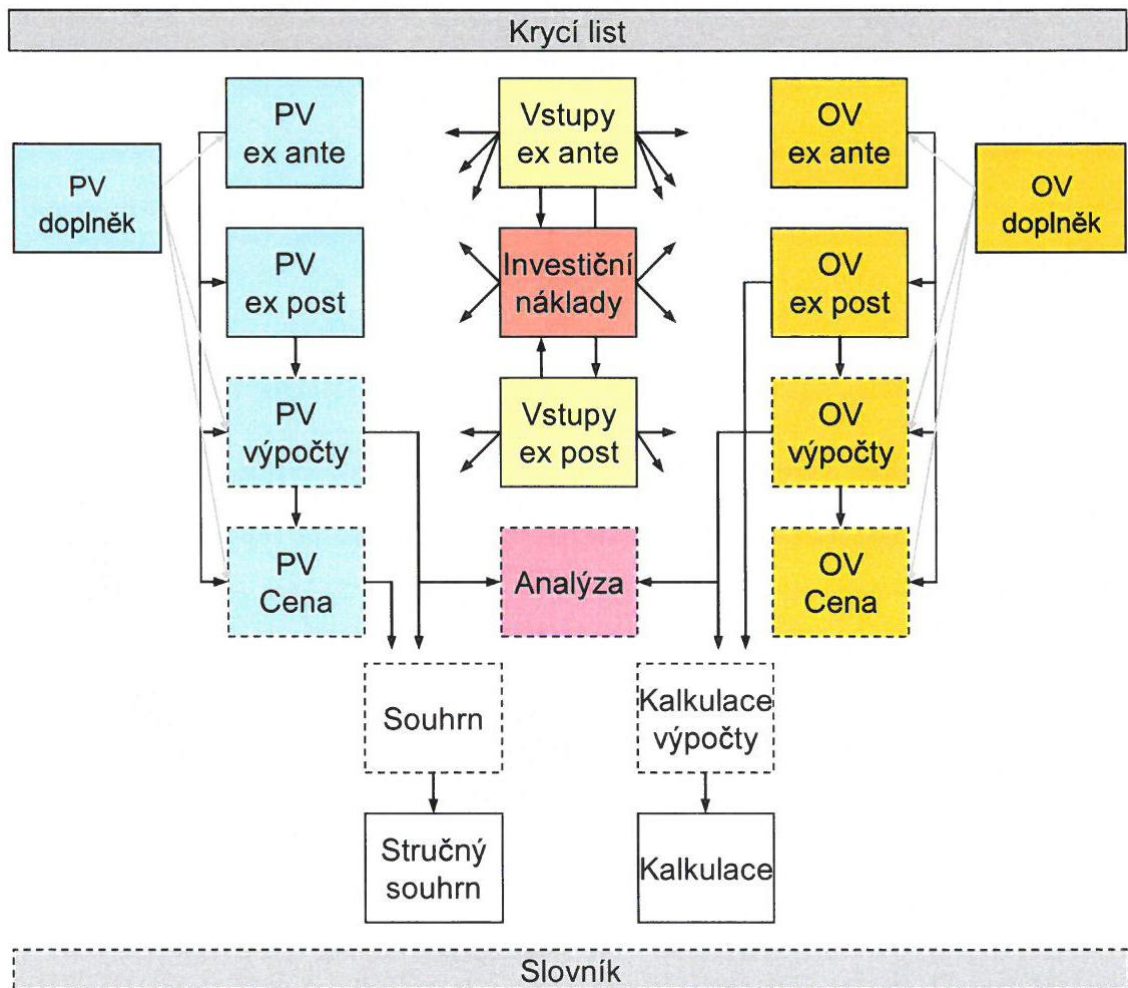 Krycí list
PV
ex ante
Vstupy
ex ante
OV
ex ante
PV
doplněk
OV
doplněk
PV
ex post
Investiční
náklady
OV
ex post
PV
výpočty
Vstupy
ex post
OV
výpočty
PV
Cena
Analýza
OV
Cena
Souhrn
Kalkulace
výpočty
Stručný
souhrn
Kalkulace
Slovník